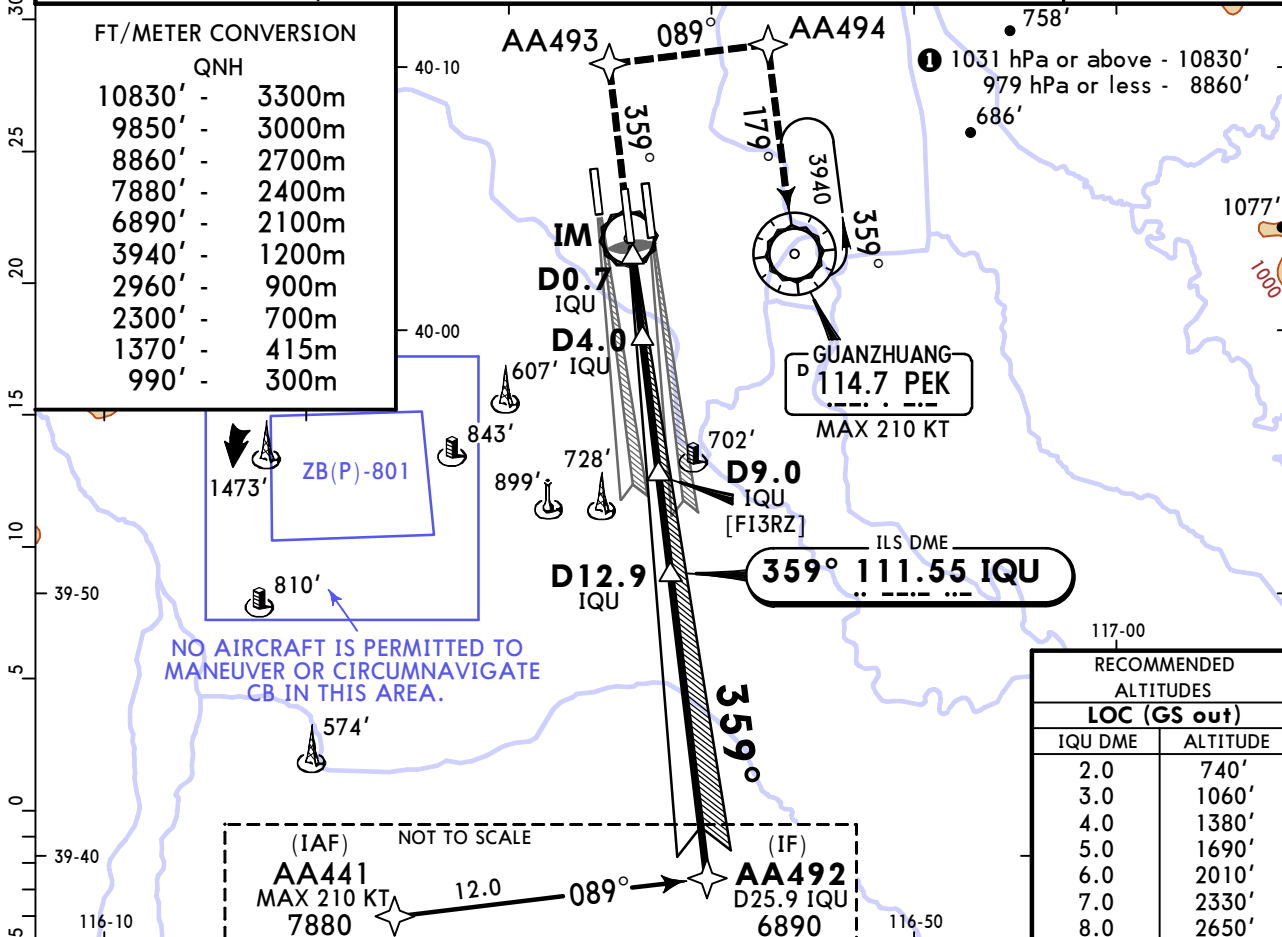 FT/METER CONVERSION
QNH
10830' - 3300m
9850' - 3000m
8860' - 2700m
7880' - 2400m
6890' - 2100m
3940' - 1200m
2960' - 900m
2300' - 700m
1370' - 415m
990' - 300m
30
25
20
15
10
5
0
5
40-10
40-00
39-50
39-40
116-10
116-50
117-00
AA493
089°
AA494
359°
179°
3940
359°
758'
1 1031 hPa or above - 10830'
979 hPa or less - 8860'
686'
1077'
1000
IM
D0.7
IQU
D4.0
IQU
GUANZHUANG
D 114.7 PEK
MAX 210 KT
607'
843'
1473'
ZB(P)-801
899'
728'
702'
D9.0
IQU
[FI3RZ]
ILS DME
359° 111.55 IQU
D12.9
IQU
810'
NO AIRCRAFT IS PERMITTED TO
MANEUVER OR CIRCUMNAVIGATE
CB IN THIS AREA.
574'
359°
RECOMMENDED
ALTITUDES
LOC (GS out)
IQU DME ALTITUDE
2.0 740'
3.0 1060'
4.0 1380'
5.0 1690'
6.0 2010'
7.0 2330'
8.0 2650'
NOT TO SCALE
(IAF)
AA441
MAX 210 KT
7880
12.0
089°
(IF)
AA492
D25.9 IQU
6890